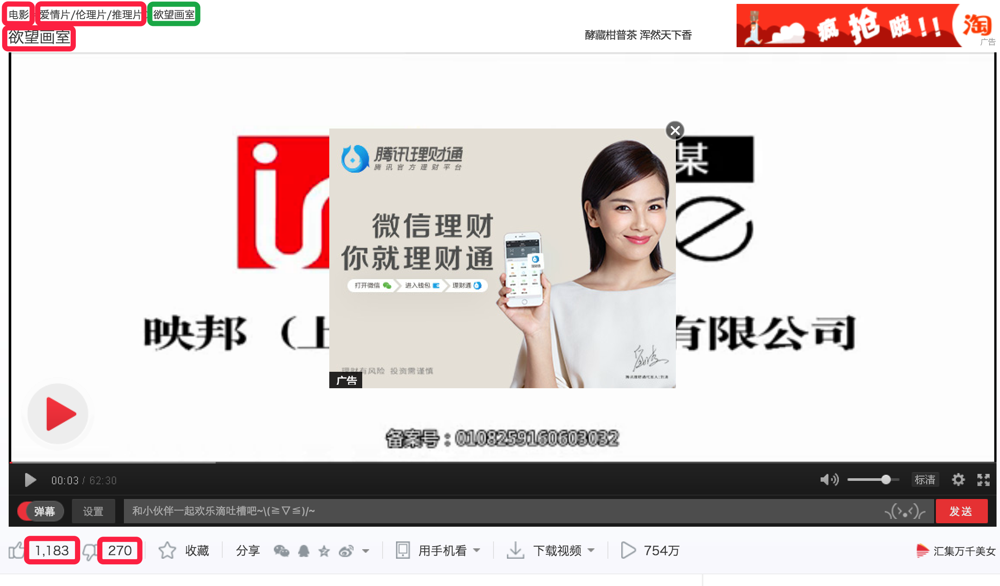 电影 爱情片/伦理片/推理片 欲望画室
欲望画室
酵藏柑普茶 浑然天下香
疯抢啦!! 淘
广告
某
腾讯理财通
腾讯官方理财平台
微信理财
你就理财通
打开微信 进入钱包 理财通
映邦（上
有限公司
理财有风险 投资需谨慎
广告
备案号：0108259160603032
00:03 / 62:30
标清
弹幕 设置 和小伙伴一起欢乐滴吐槽吧~\(≧▽≦)/~ 发送
1,183 270 收藏 分享 用手机看 下载视频 754万 汇集万千美女